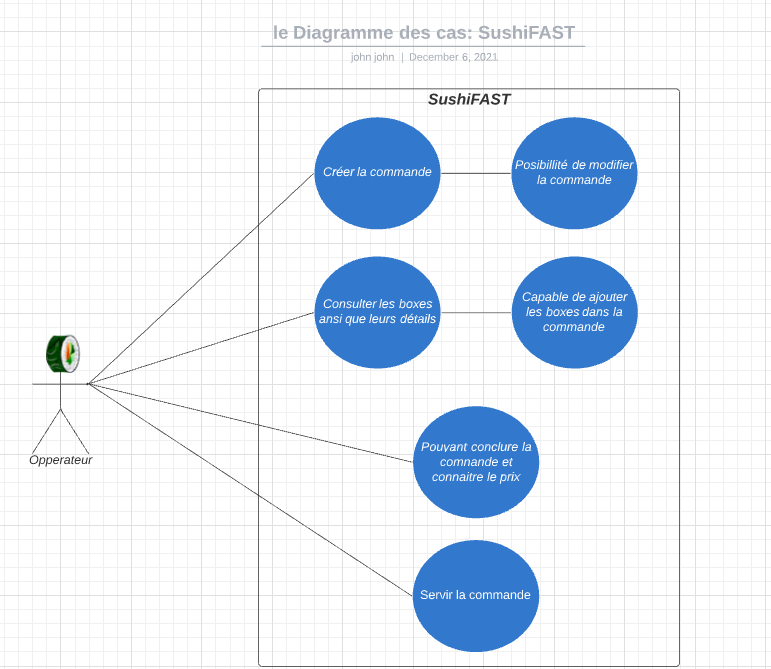 le Diagramme des cas: SushiFAST
john john | December 6, 2021
SushiFAST
Créer la commande
Posibillité de modifier
la commande
Consulter les boxes
ansi que leurs détails
Capable de ajouter
les boxes dans la
commande
Pouvant conclure la
comnande et
connaitre le prix
Opperateur
Servir la commande